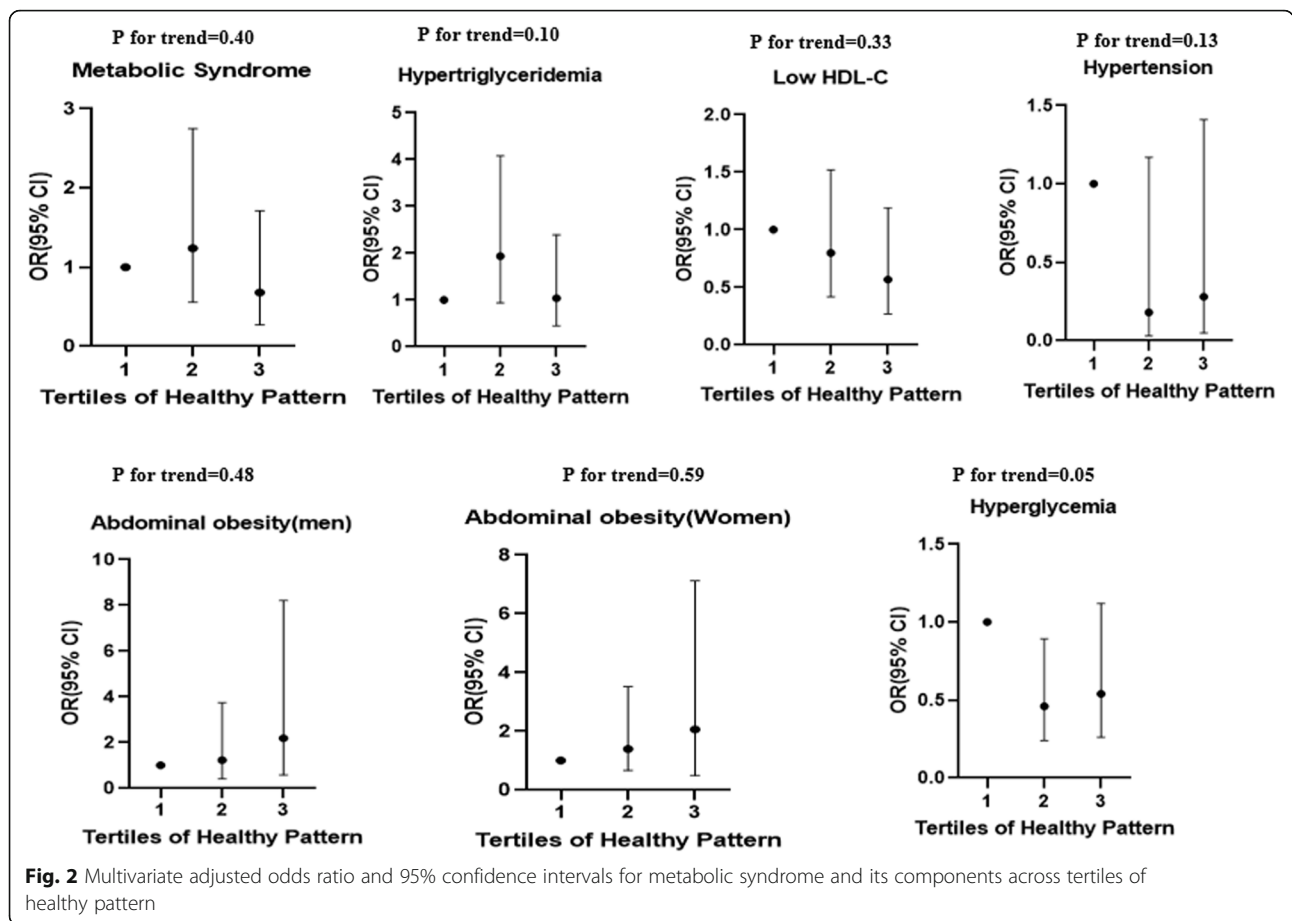 P for trend=0.40
Metabolic Syndrome
3
2
1
0
OR(95% CI)
1 2 3
Tertiles of Healthy Pattern
P for trend=0.10
Hypertriglyceridemia
5
4
3
2
1
0
OR(95% CI)
1 2 3
Tertiles of Healthy Pattern
P for trend=0.33
Low HDL-C
2.0
1.5
1.0
0.5
0.0
OR(95% CI)
1 2 3
Tertiles of Healthy Pattern
P for trend=0.13
Hypertension
1.5
1.0
0.5
0.0
OR(95% CI)
1 2 3
Tertiles of Healthy Pattern
P for trend=0.48
Abdominal obesity(men)
10
8
6
4
2
0
OR(95% CI)
1 2 3
Tertiles of Healthy Pattern
P for trend=0.59
Abdominal obesity(Women)
8
6
4
2
0
OR(95% CI)
1 2 3
Tertiles of Healthy Pattern
P for trend=0.05
Hyperglycemia
1.5
1.0
0.5
0.0
OR(95% CI)
1 2 3
Tertiles of Healthy Pattern
Fig. 2 Multivariate adjusted odds ratio and 95% confidence intervals for metabolic syndrome and its components across tertiles of
healthy pattern